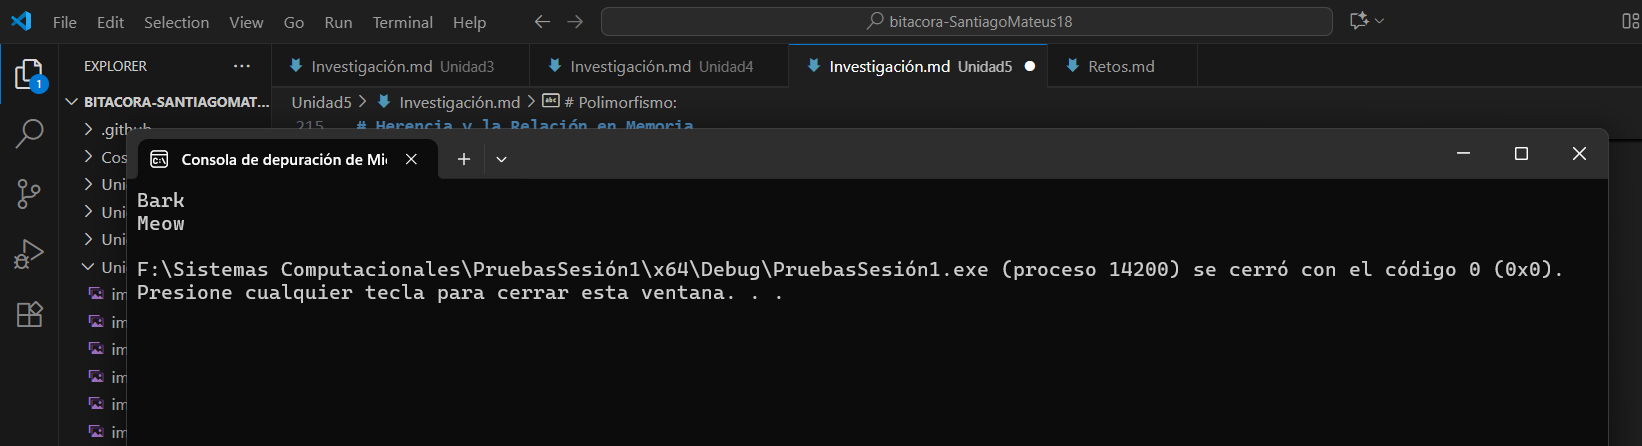 File Edit Selection View Go Run Terminal Help
bitacora-SantiagoMateus18
EXPLORER
Investigación.md Unidad3
Investigación.md Unidad4
Investigación.md Unidad5
Retos.md
1
BITACORA-SANTIAGOMAT...
Unidad5 > Investigación.md > # Polimorfismo:
215 # Herencia y la Relación en Memoria
.github
Cos
Uni
Uni
Uni
Uni
im
im
im
im
im
im
Consola de depuración de Mi
Bark
Meow
F:\Sistemas Computacionales\PruebasSesión1\x64\Debug\PruebasSesión1.exe (proceso 14200) se cerró con el código 0 (0x0).
Presione cualquier tecla para cerrar esta ventana. . .